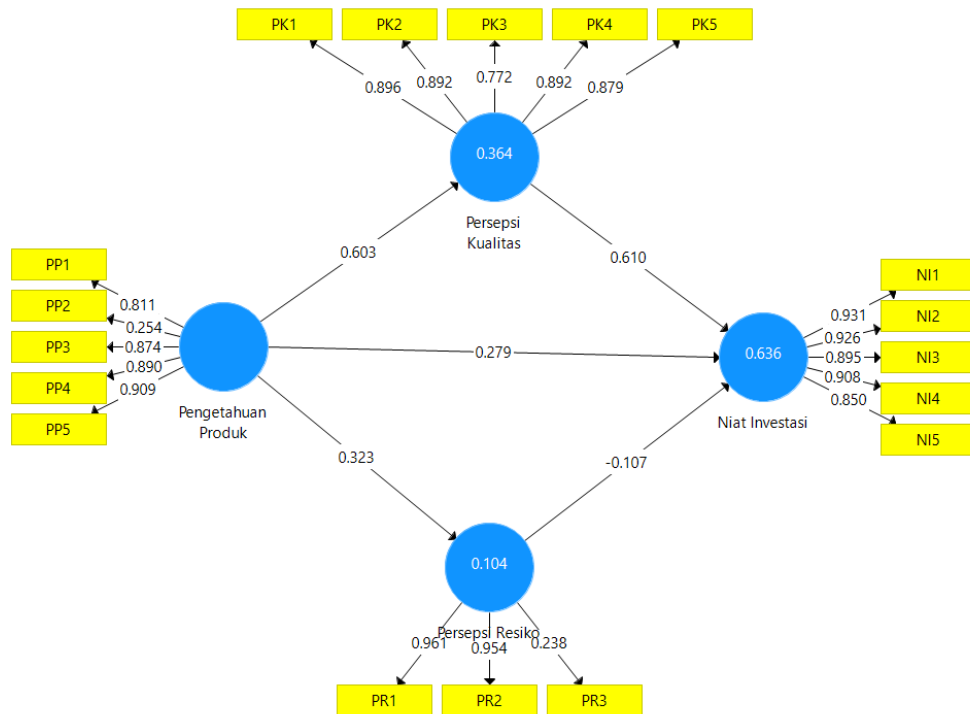 PK1 PK2 PK3 PK4 PK5
0.896 0.892 0.772 0.892 0.879
0.364
Persepsi
Kualitas
0.603
0.610
PP1
PP2
PP3
PP4
PP5
0.811
0.254
0.874
0.890
0.909
Pengetahuan
Produk
0.279
0.636
Niat Investasi
0.931
0.926
0.895
0.908
0.850
NI1
NI2
NI3
NI4
NI5
0.323
-0.107
0.104
Persepsi Resiko
0.961 0.954 0.238
PR1 PR2 PR3